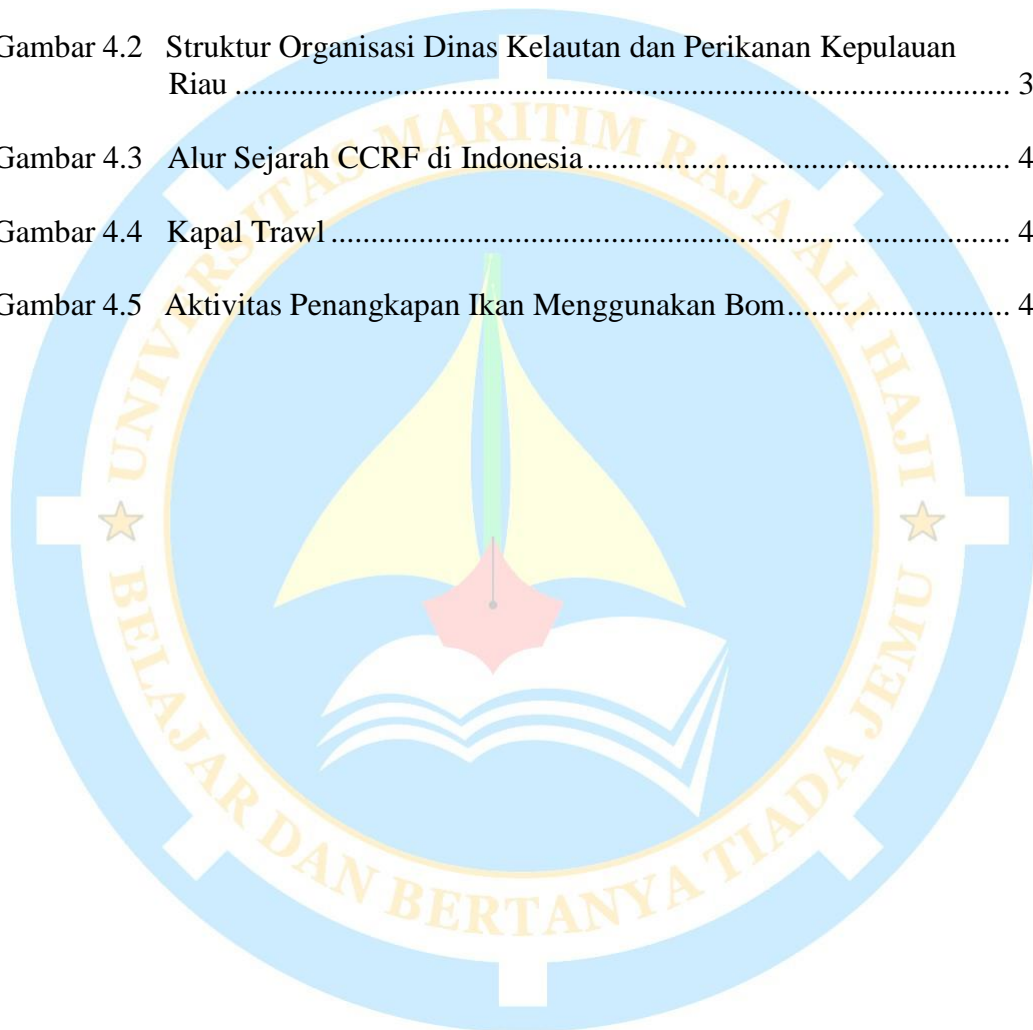 Gambar 4.2 Struktur Organisasi Dinas Kelautan dan Perikanan Kepulauan
Riau ................................................................................................ 3
Gambar 4.3 Alur Sejarah CCRF di Indonesia ..................................................... 4
Gambar 4.4 Kapal Trawl ..................................................................................... 4
Gambar 4.5 Aktivitas Penangkapan Ikan Menggunakan Bom ............................ 4
UNIVERSITAS MARITIM RAJA ALI HAJI
BELAJAR DAN BERTANYA TIADA JEMU